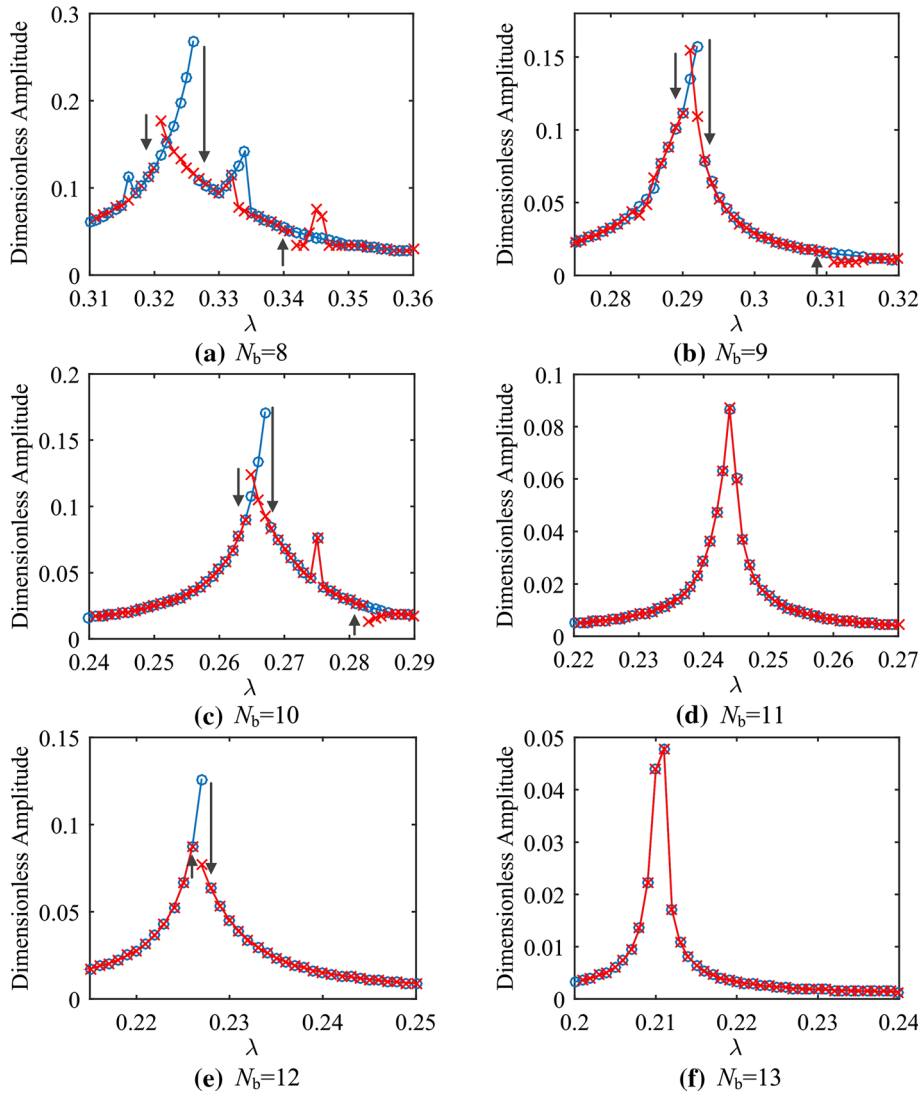 Dimensionless Amplitude
0.3
0.2
0.1
0
0.31 0.32 0.33 0.34 0.35 0.36
λ
(a) Nb=8
Dimensionless Amplitude
0.15
0.1
0.05
0
0.28 0.29 0.3 0.31 0.32
λ
(b) Nb=9
Dimensionless Amplitude
0.2
0.15
0.1
0.05
0
0.24 0.25 0.26 0.27 0.28 0.29
λ
(c) Nb=10
Dimensionless Amplitude
0.1
0.08
0.06
0.04
0.02
0
0.22 0.23 0.24 0.25 0.26 0.27
λ
(d) Nb=11
Dimensionless Amplitude
0.15
0.1
0.05
0
0.22 0.23 0.24 0.25
λ
(e) Nb=12
Dimensionless Amplitude
0.05
0.04
0.03
0.02
0.01
0
0.2 0.21 0.22 0.23 0.24
λ
(f) Nb=13